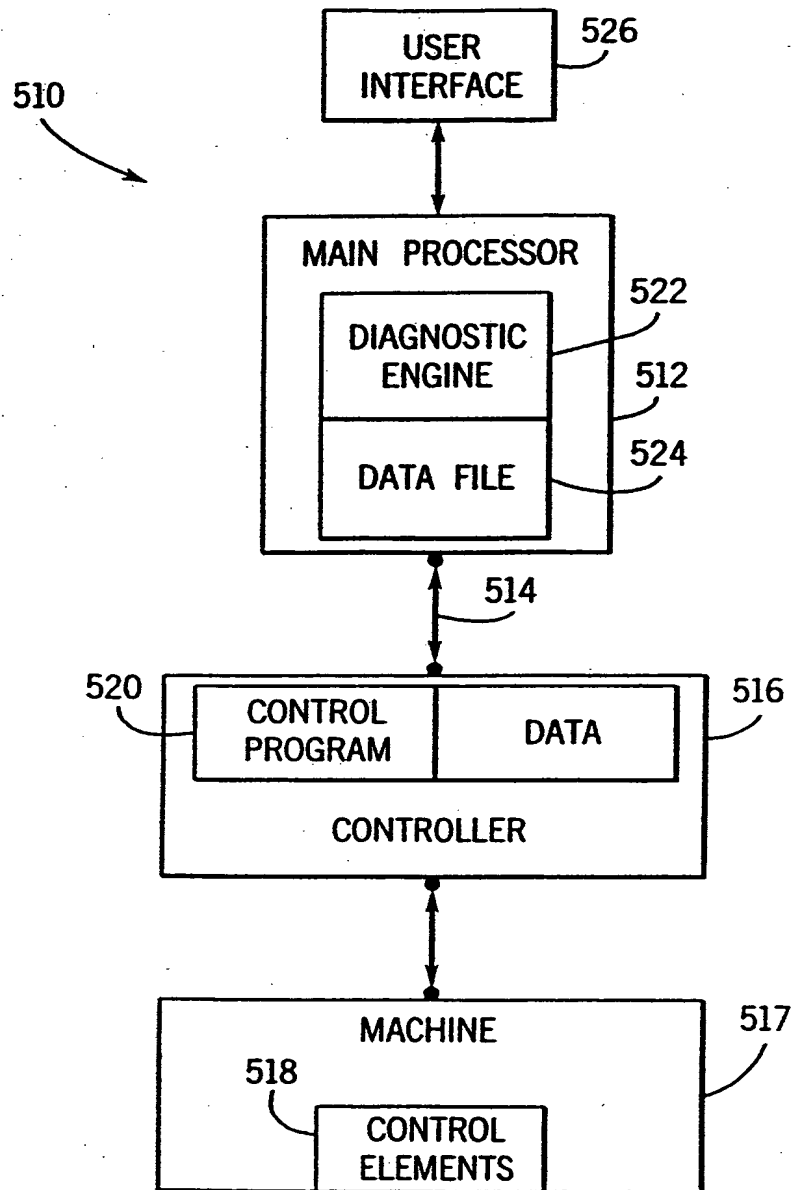 USER
INTERFACE
526
510
MAIN PROCESSOR
522
DIAGNOSTIC
ENGINE
512
524
DATA FILE
514
520
CONTROL
PROGRAM
DATA
516
CONTROLLER
MACHINE
517
518
CONTROL
ELEMENTS